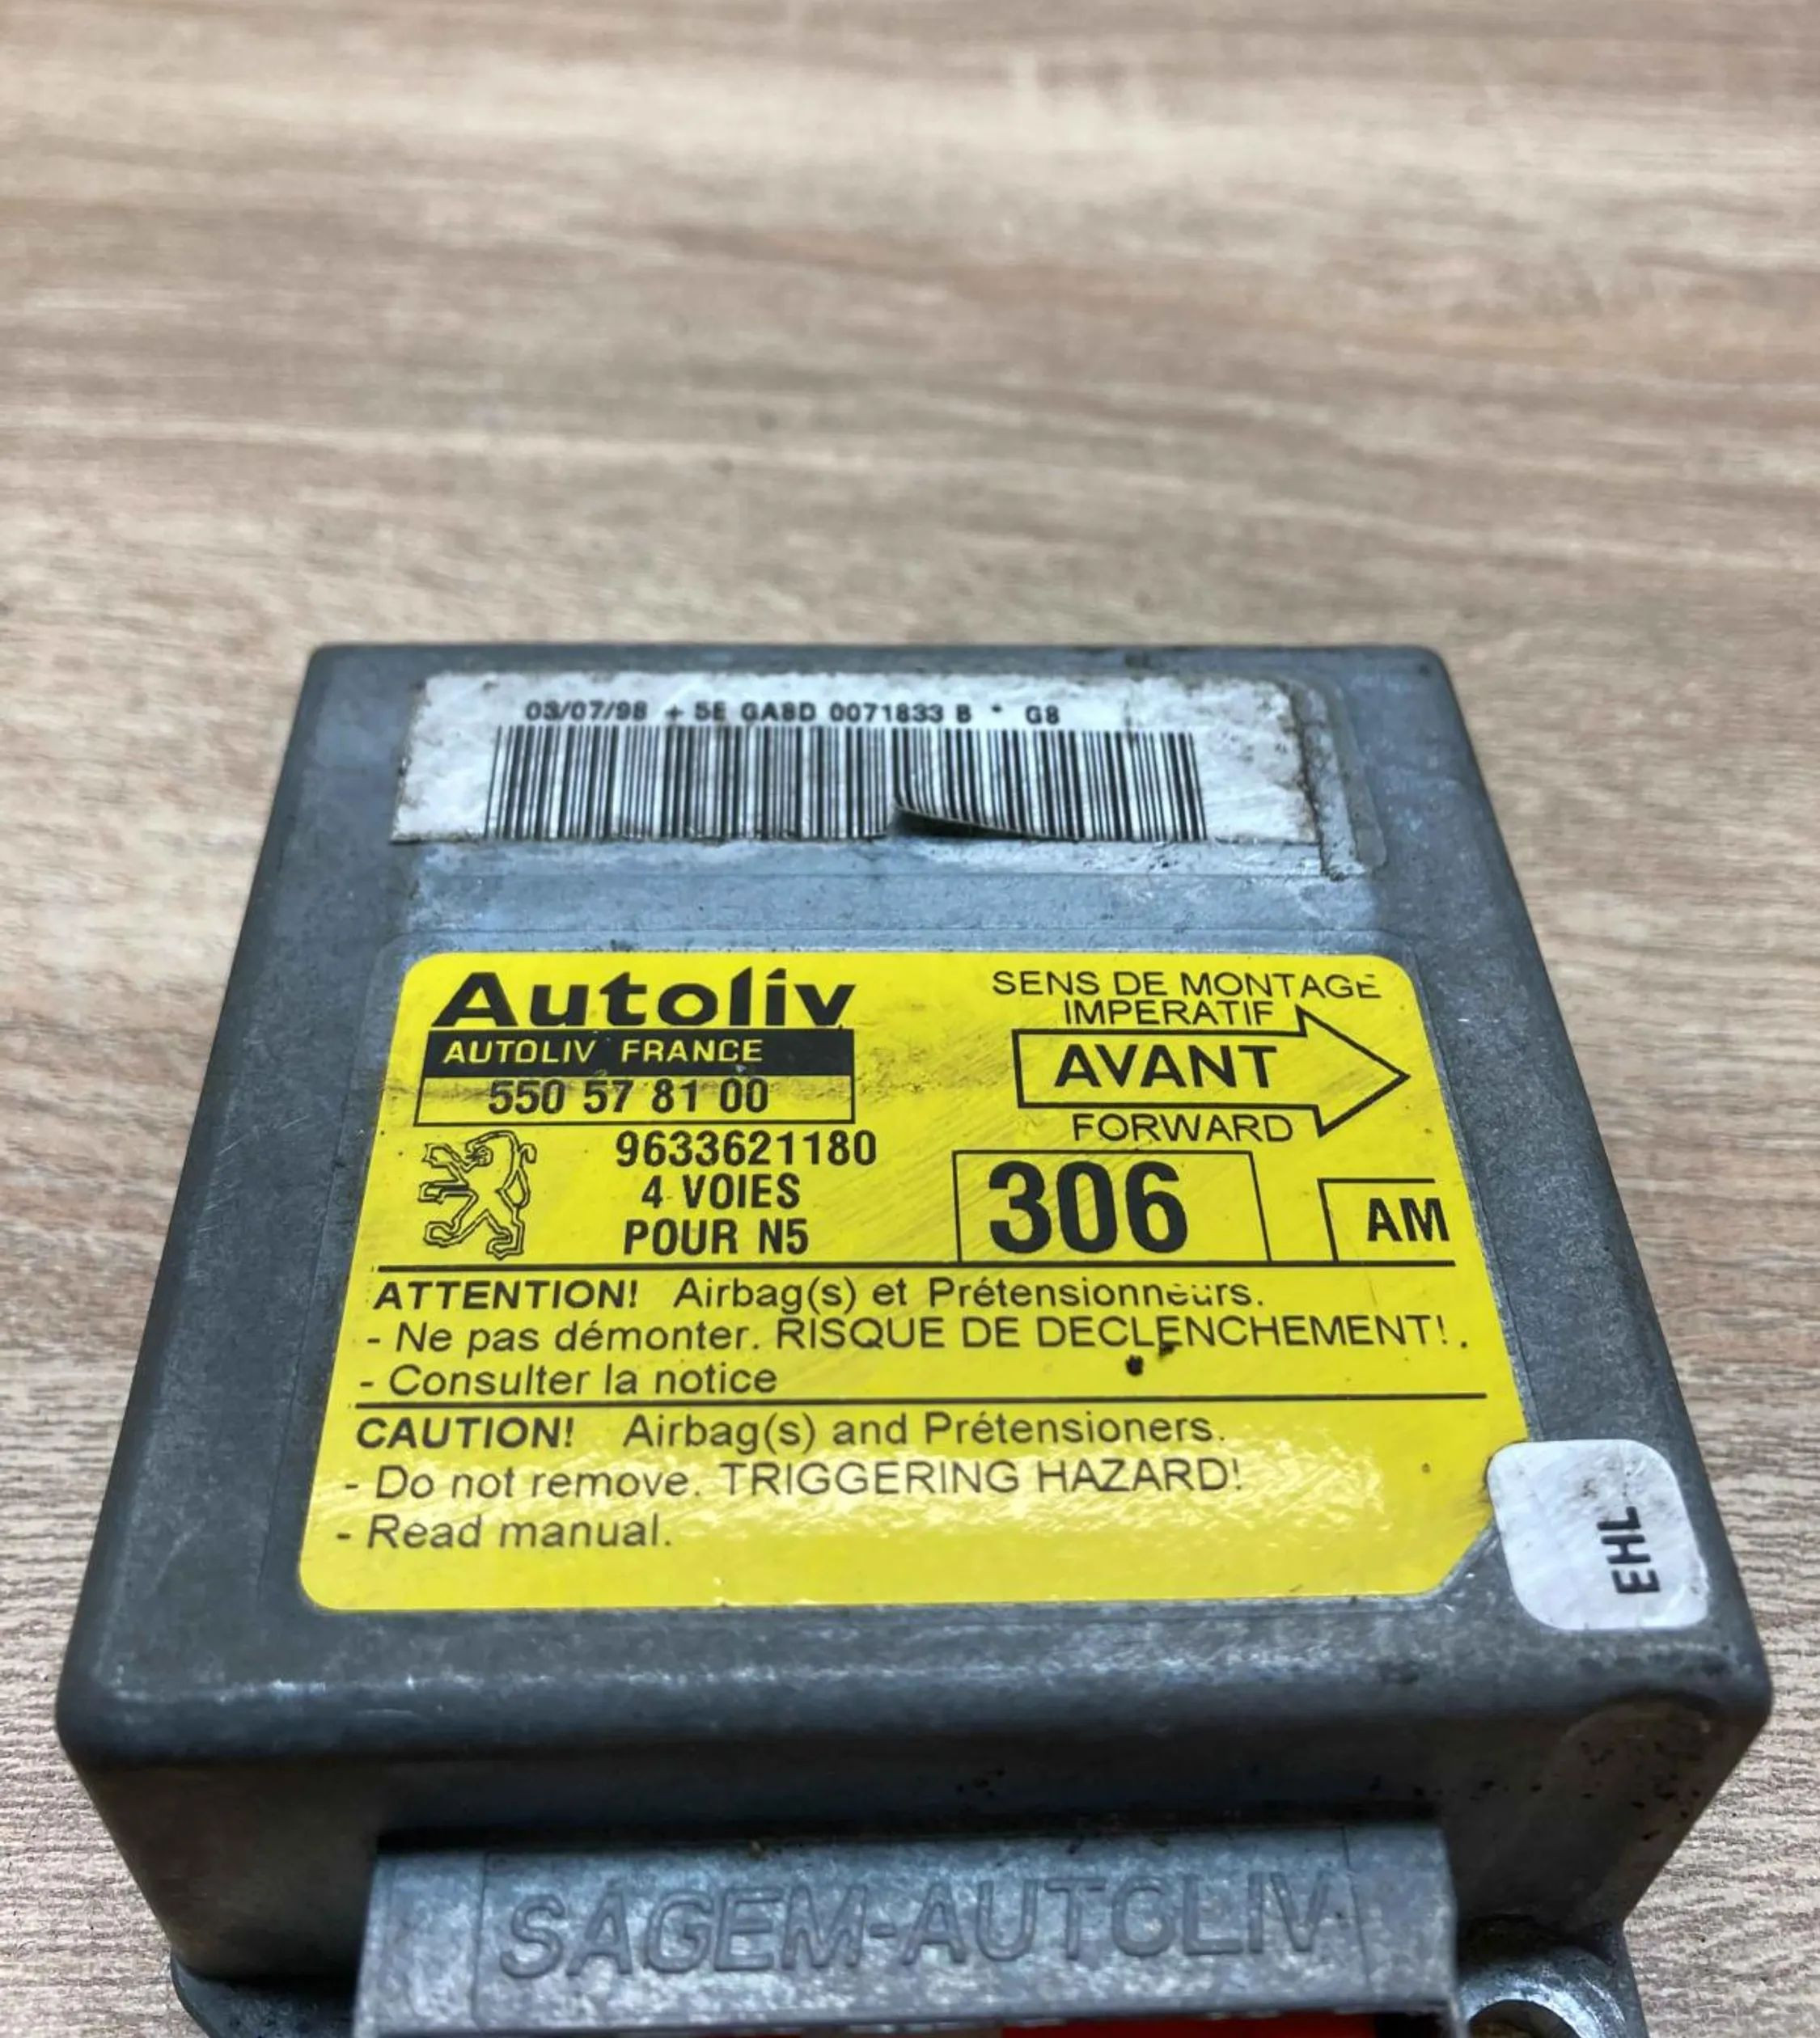 03/07/98 + 5E GA8D 0071833 B * G8
Autoliv
AUTOLIV FRANCE
550 57 81 00
SENS DE MONTAGE
IMPERATIF
AVANT
FORWARD
9633621180
4 VOIES
POUR N5
306
AM
ATTENTION! Airbag(s) et Prétensionneurs.
- Ne pas démonter. RISQUE DE DECLENCHEMENT!.
- Consulter la notice
CAUTION! Airbag(s) and Prétensioners.
- Do not remove. TRIGGERING HAZARD!
- Read manual.
EHL
SAGEM-AUTOLIV